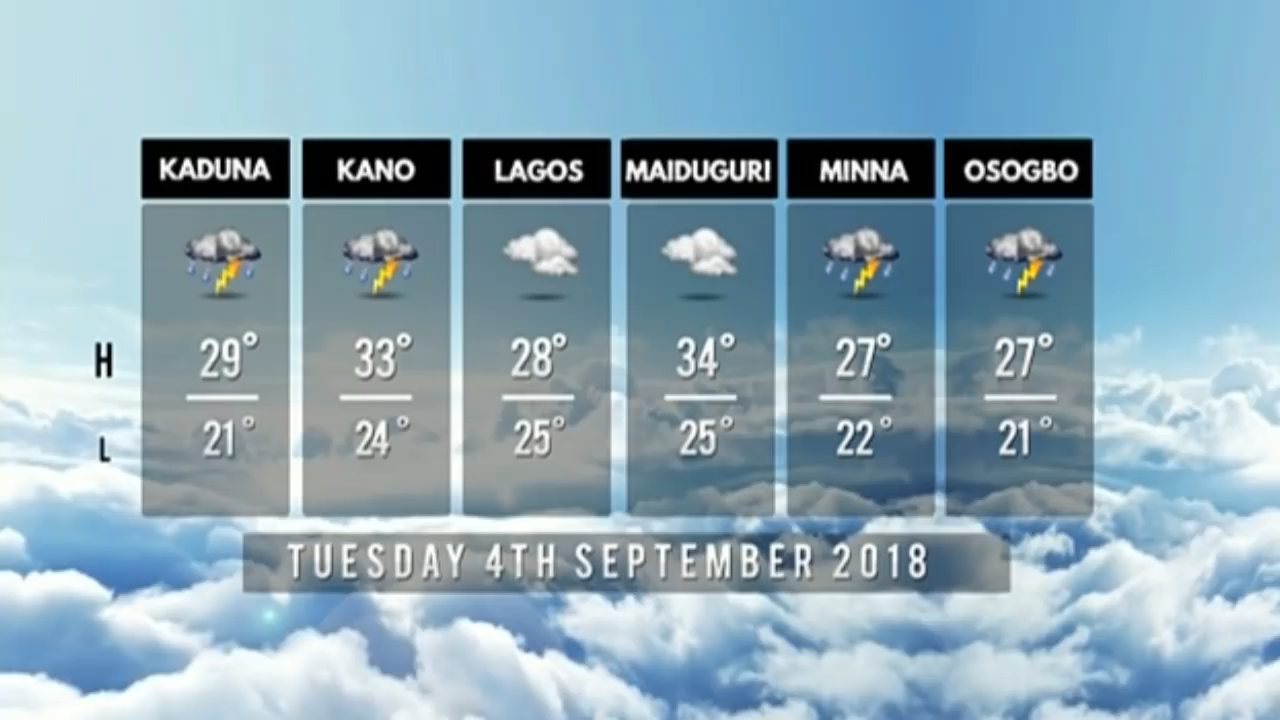 KADUNA KANO LAGOS MAIDUGURI MINNA OSOGBO
H 29° 33° 28° 34° 27° 27°
L 21° 24° 25° 25° 22° 21°
TUESDAY 4TH SEPTEMBER 2018